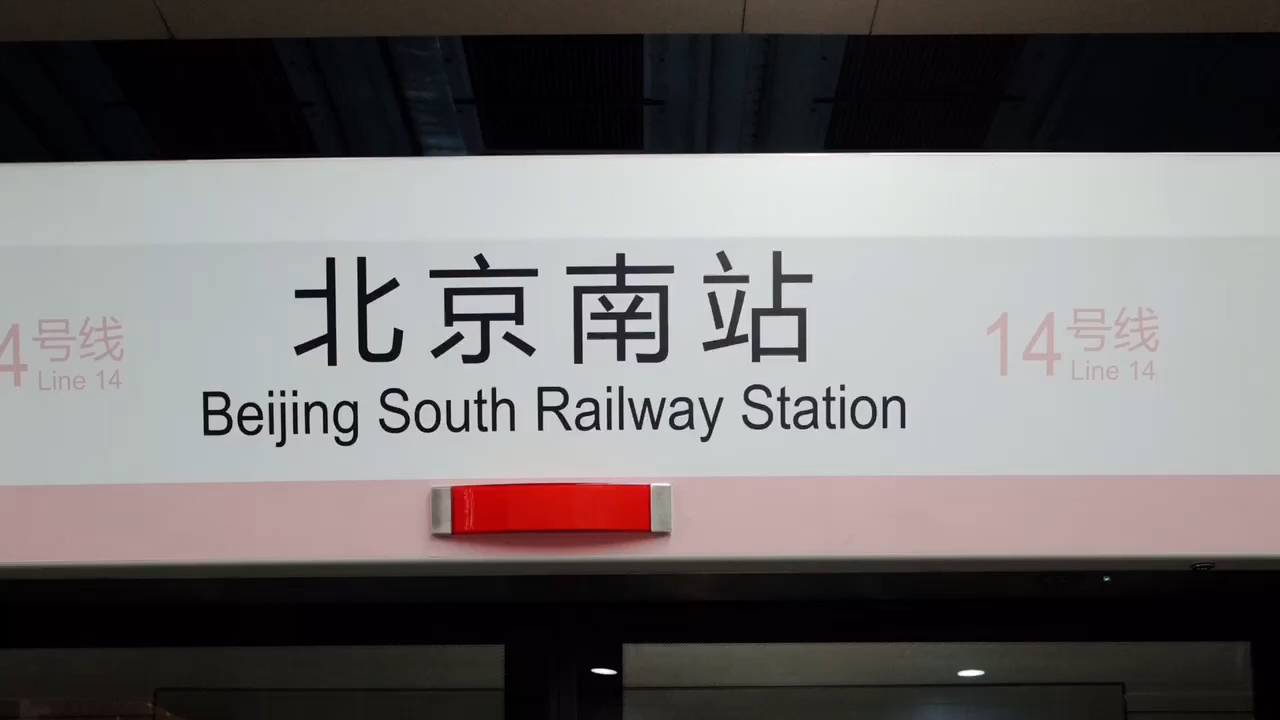 北京南站
Beijing South Railway Station
4号线
Line 14
14号线
Line 14